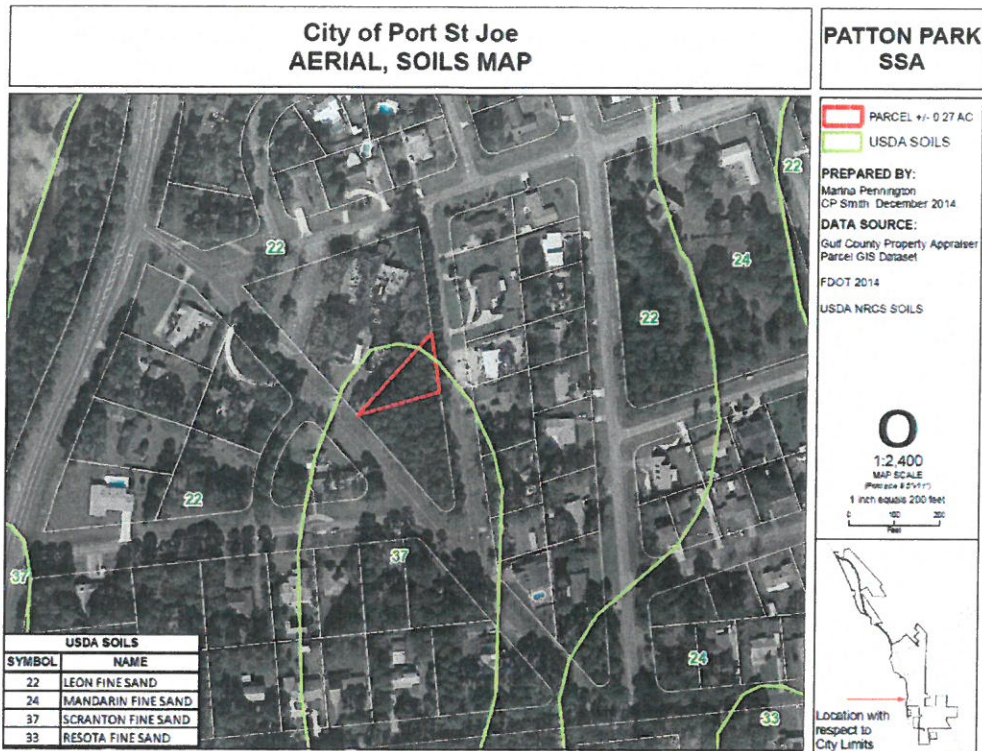 City of Port St Joe
AERIAL, SOILS MAP
PATTON PARK
SSA
PARCEL +/- 0.27 AC
USDA SOILS
PREPARED BY:
Marina Pennington
CP Smith December 2014
DATA SOURCE:
Gulf County Property Appraiser
Parcel GIS Dataset
FDOT 2014
USDA NRCS SOILS
O
1:2,400
MAP SCALE
1 inch equals 200 feet
0 100 200
Feet
Location with
respect to
City Limits
22
22
24
22
22
37
37
24
33
USDA SOILS
SYMBOL NAME
22 LEON FINE SAND
24 MANDARIN FINE SAND
37 SCRANTON FINE SAND
33 RESOTA FINE SAND